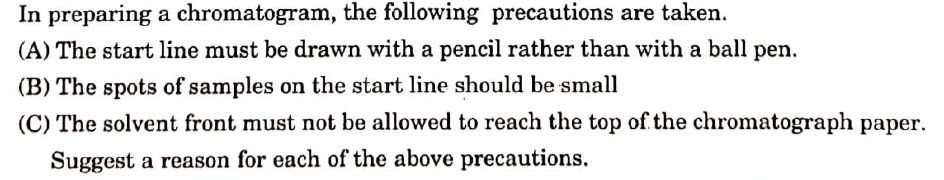 In preparing a chromatogram, the following precautions are taken.
(A) The start line must be drawn with a pencil rather than with a ball pen.
(B) The spots of samples on the start line should be small
(C) The solvent front must not be allowed to reach the top of the chromatograph paper.
Suggest a reason for each of the above precautions.